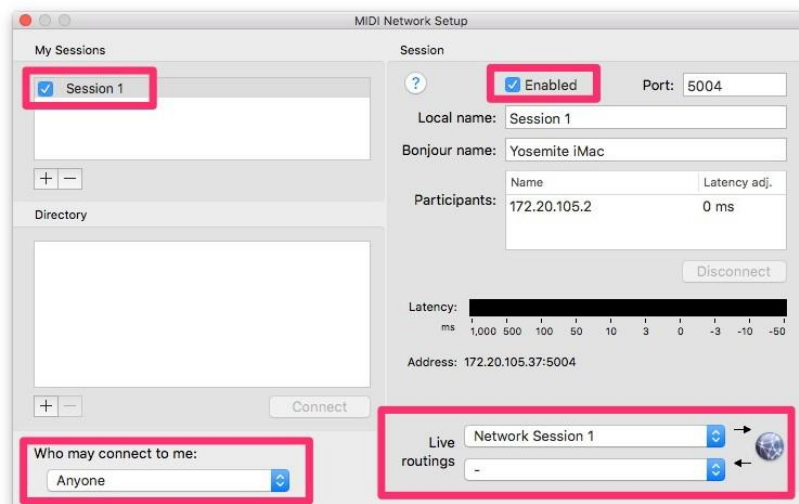 MIDI Network Setup
My Sessions
Session 1
Directory
Connect
Who may connect to me:
Anyone
Session
?
Enabled
Port: 5004
Local name: Session 1
Bonjour name: Yosemite iMac
Participants:
Name Latency adj.
172.20.105.2 0 ms
Disconnect
Latency:
ms 1,000 500 100 50 10 3 0 -3 -10 -50
Address: 172.20.105.37:5004
Live routings
Network Session 1
-